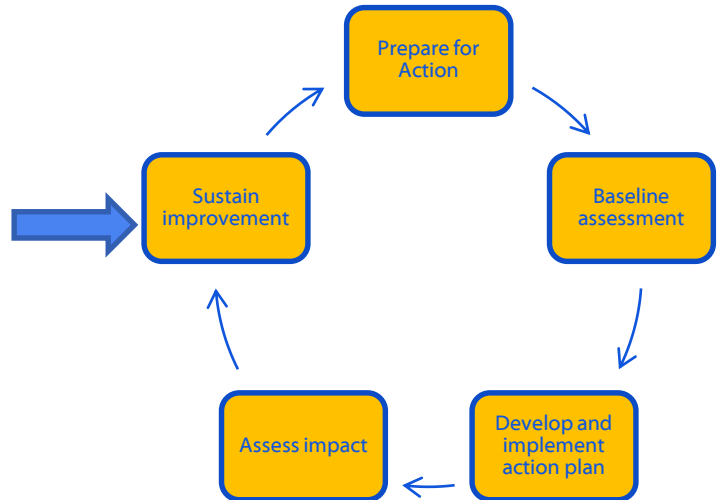 Prepare for
Action
Sustain
improvement
Baseline
assessment
Assess impact
Develop and
implement
action plan